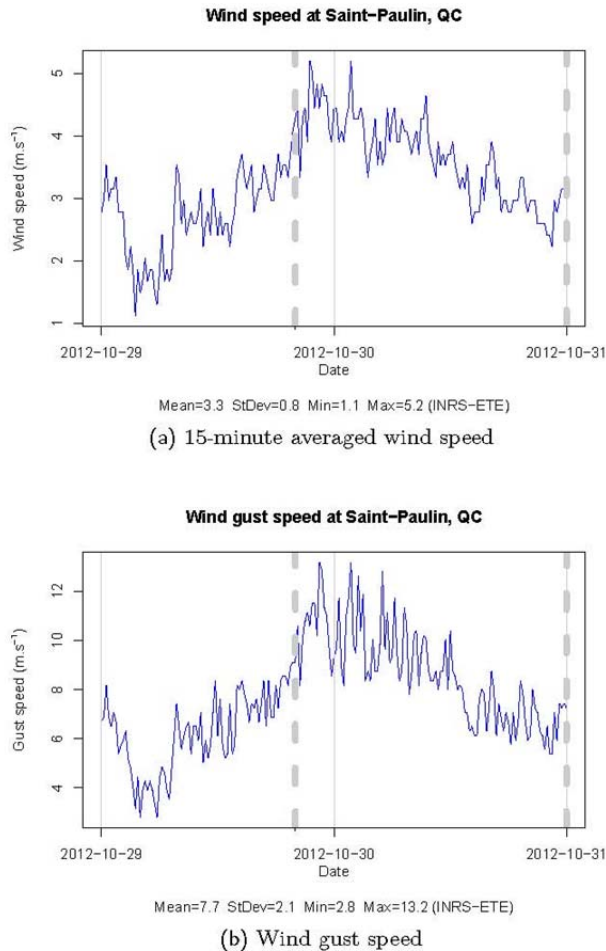 Wind speed at Saint-Paulin, QC
5
4
3
2
1
Wind speed (m.s⁻¹)
2012-10-29 2012-10-30 2012-10-31
Date
Mean=3.3 StDev=0.8 Min=1.1 Max=5.2 (INRS-ETE)
(a) 15-minute averaged wind speed
Wind gust speed at Saint-Paulin, QC
12
10
8
6
4
Gust speed (m.s⁻¹)
2012-10-29 2012-10-30 2012-10-31
Date
Mean=7.7 StDev=2.1 Min=2.8 Max=13.2 (INRS-ETE)
(b) Wind gust speed